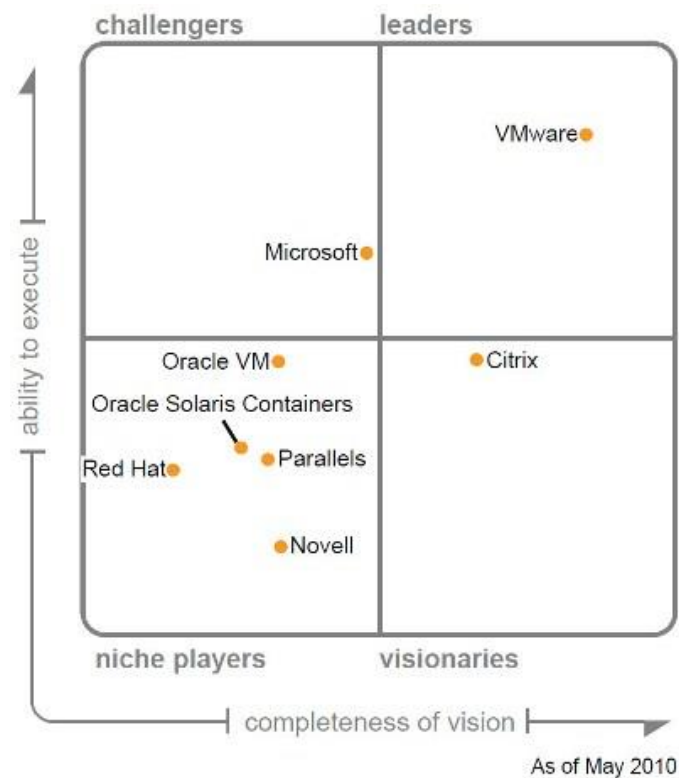 challengers
leaders
VMware
Microsoft
ability to execute
Oracle VM
Citrix
Oracle Solaris Containers
Parallels
Red Hat
Novell
niche players
visionaries
completeness of vision
As of May 2010